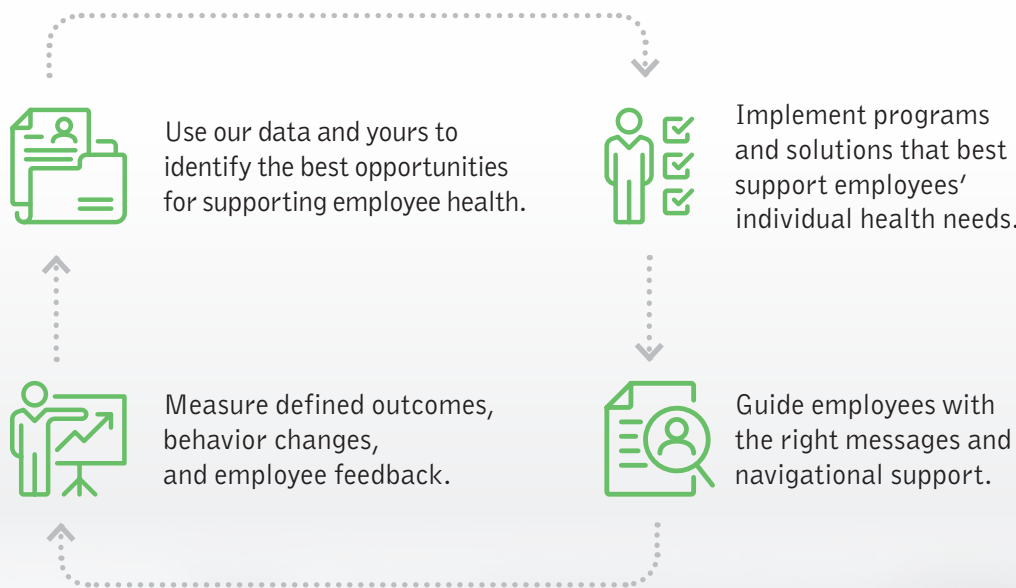 Use our data and yours to
identify the best opportunities
for supporting employee health.
Implement programs
and solutions that best
support employees’
individual health needs.
Measure defined outcomes,
behavior changes,
and employee feedback.
Guide employees with
the right messages and
navigational support.